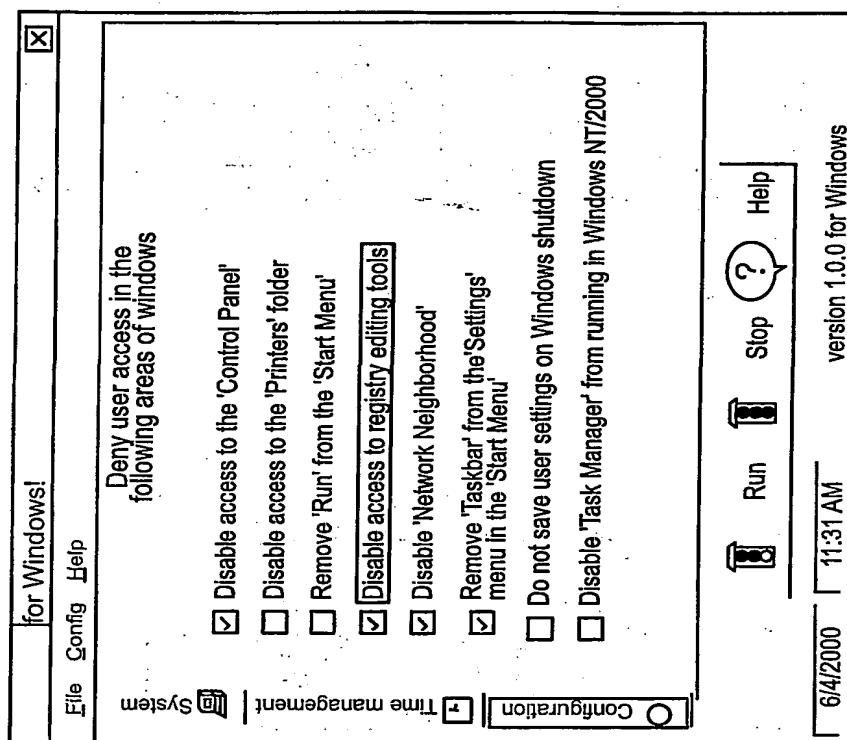 for Windows!
File Config Help
System
Time management
Configuration
Deny user access in the
following areas of windows
Disable access to the 'Control Panel'
Disable access to the 'Printers' folder
Remove 'Run' from the 'Start Menu'
Disable access to registry editing tools
Disable 'Network Neighborhood'
Remove 'Taskbar' from the'Settings'
menu in the 'Start Menu'
Do not save user settings on Windows shutdown
Disable 'Task Manager' from running in Windows NT/2000
Run Stop ? Help
6/4/2000 11:31 AM version 1.0.0 for Windows